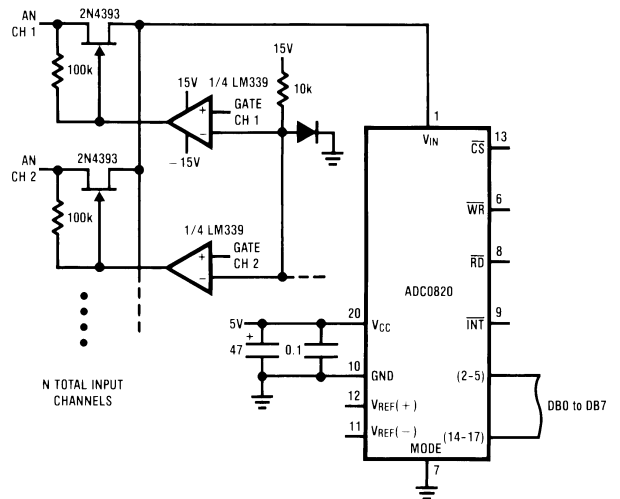 AN
CH 1
2N4393
100k
15V
1/4 LM339
+
−
GATE
CH 1
− 15V
15V
10k
AN
CH 2
2N4393
100k
1/4 LM339
+
−
GATE
CH 2
N TOTAL INPUT
CHANNELS
1
VIN
13
CS
6
WR
8
RD
ADC0820
9
INT
5V
+
47
0.1
20
VCC
10
GND
12
VREF(+)
11
VREF(−)
(2-5)
(14-17)
DB0 to DB7
MODE
7